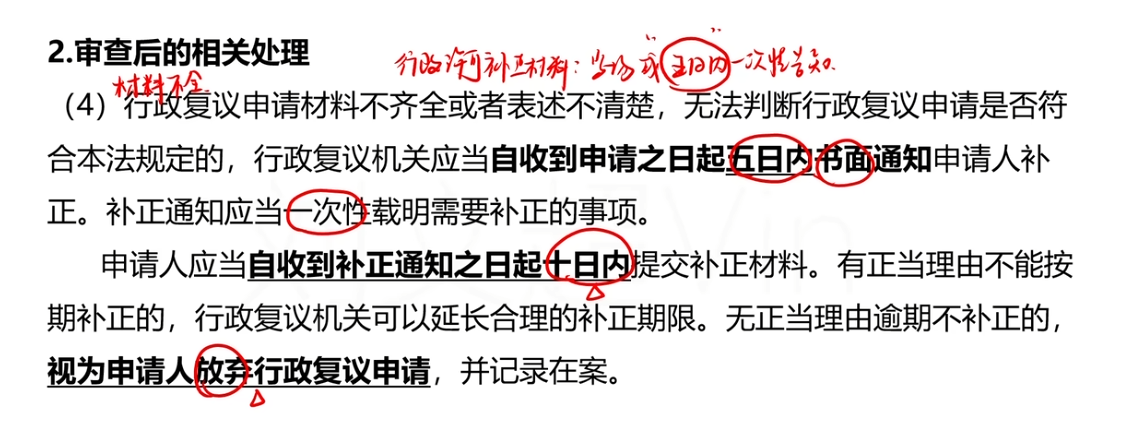 2.审查后的相关处理
行政许可补正材料：当场或五日内一次性告知.
材料不全
（4）行政复议申请材料不齐全或者表述不清楚，无法判断行政复议申请是否符
合本法规定的，行政复议机关应当自收到申请之日起五日内书面通知申请人补
正。补正通知应当一次性载明需要补正的事项。
申请人应当自收到补正通知之日起十日内提交补正材料。有正当理由不能按
期补正的，行政复议机关可以延长合理的补正期限。无正当理由逾期不补正的，
视为申请人放弃行政复议申请，并记录在案。